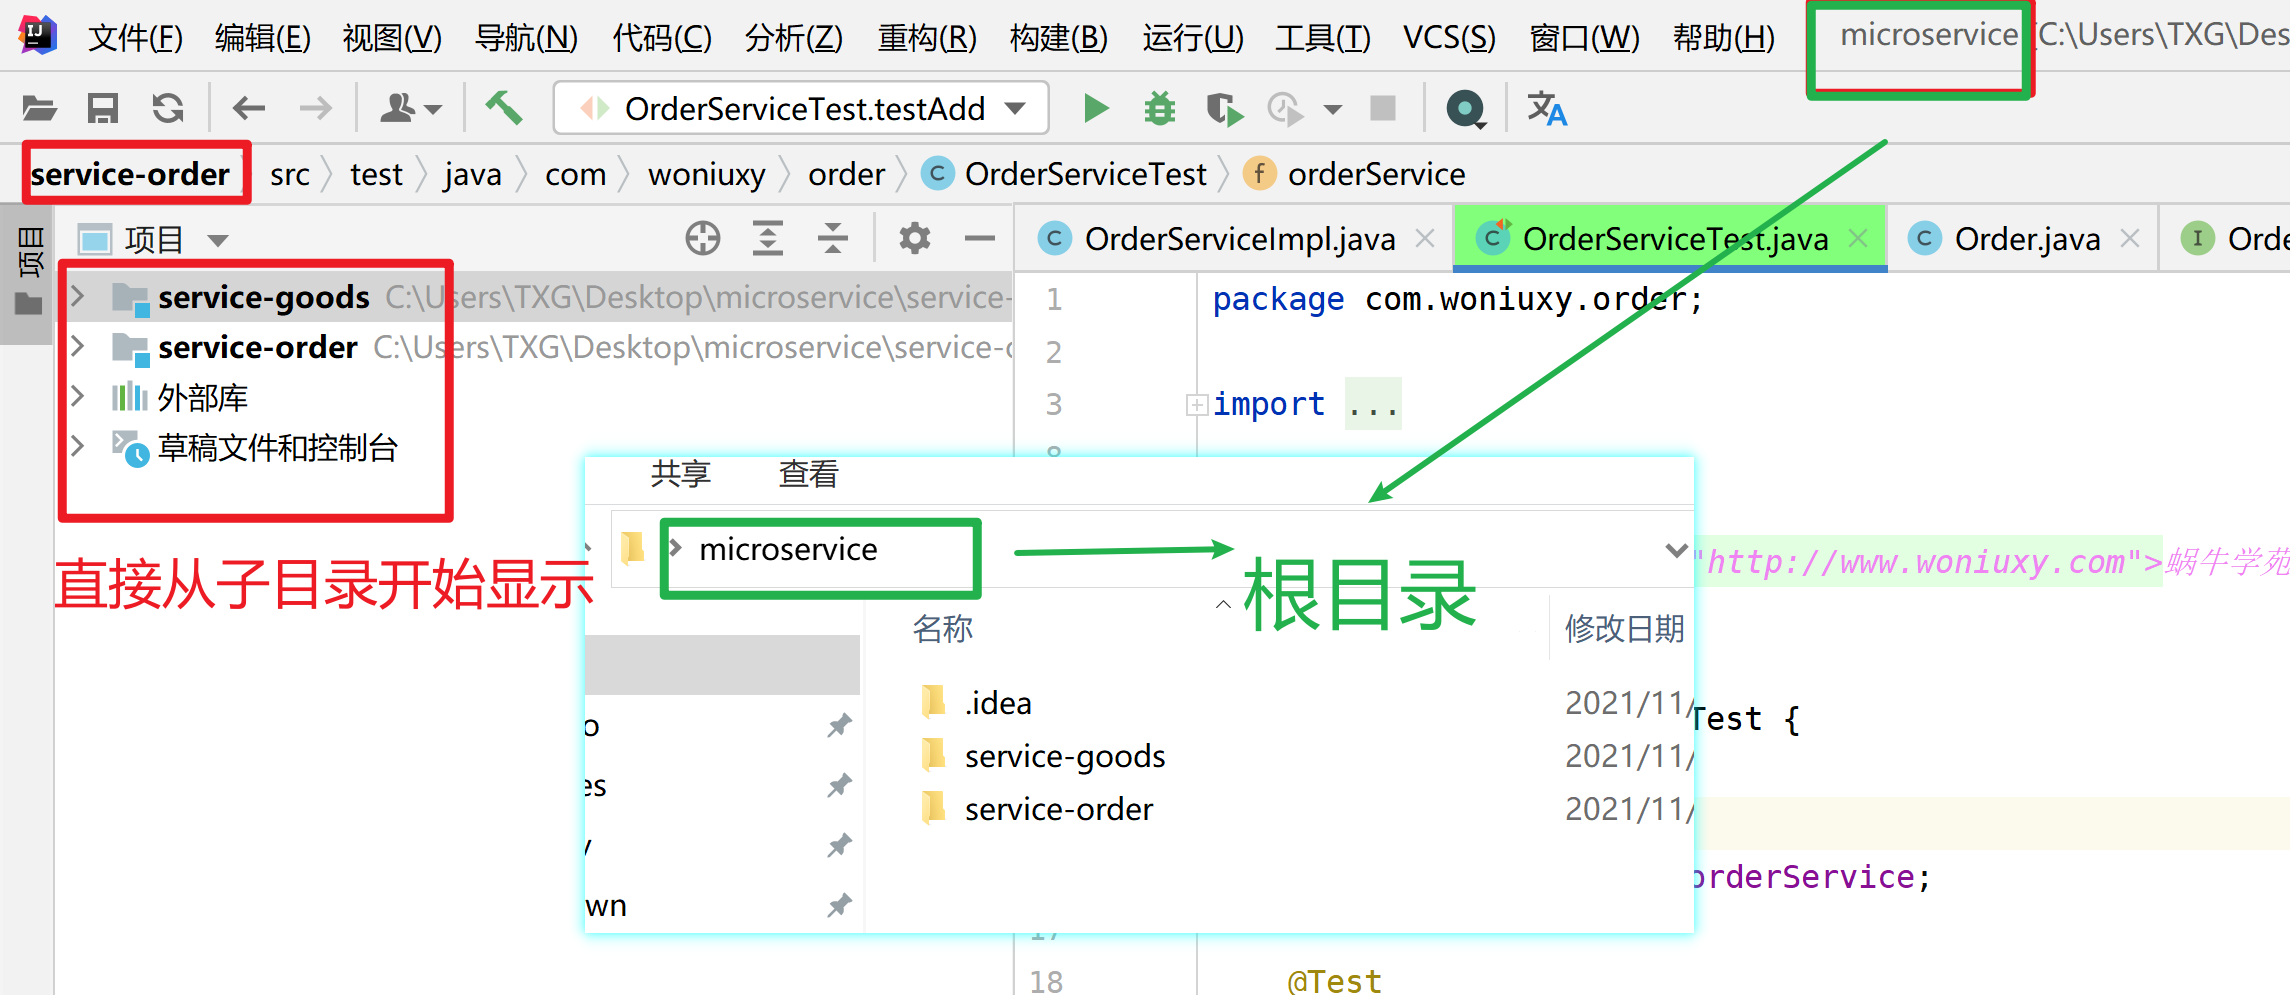 文件(F) 编辑(E) 视图(V) 导航(N) 代码(C) 分析(Z) 重构(R) 构建(B) 运行(U) 工具(T) VCS(S) 窗口(W) 帮助(H) microservice [C:\Users\TXG\Des
OrderServiceTest.testAdd
service-order src test java com woniuxy order OrderServiceTest orderService
项目
项目
OrderServiceImpl.java OrderServiceTest.java Order.java Orde
service-goods C:\Users\TXG\Desktop\microservice\service-
service-order C:\Users\TXG\Desktop\microservice\service-o
外部库
草稿文件和控制台
直接从子目录开始显示
1 package com.woniuxy.order;
2
3 import ...
8
"http://www.woniuxy.com">蜗牛学苑
Test {
orderService;
17
18 @Test
共享 查看
microservice
根目录
名称 修改日期
.idea 2021/11/
service-goods 2021/11/
service-order 2021/11/
o
es
y
wn